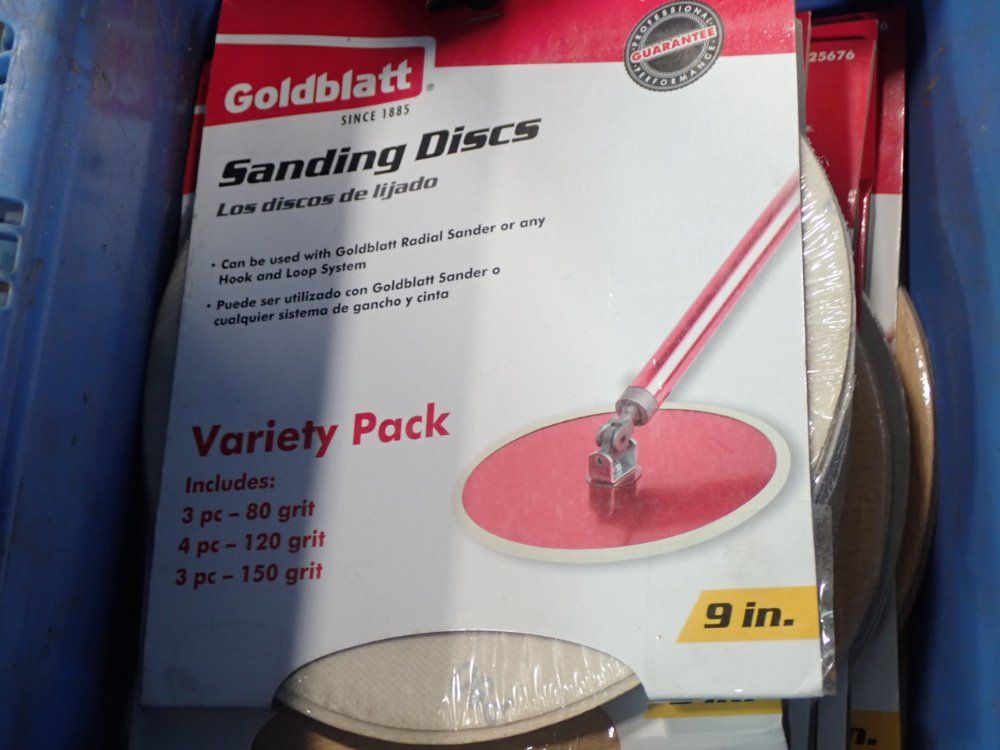 Goldblatt®
SINCE 1885
PROFESSIONAL
GUARANTEE
PERFORMANCE
25676
Sanding Discs
Los discos de lijado
• Can be used with Goldblatt Radial Sander or any
Hook and Loop System
• Puede ser utilizado con Goldblatt Sander o
cualquier sistema de gancho y cinta
Variety Pack
Includes:
3 pc – 80 grit
4 pc – 120 grit
3 pc – 150 grit
9 in.